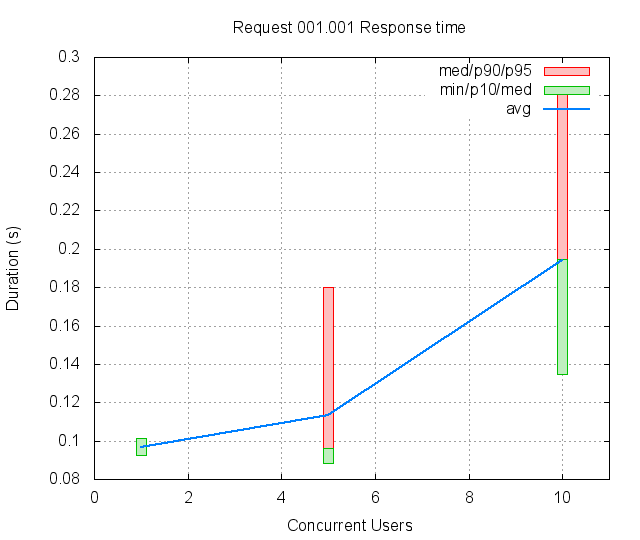 Request 001.001 Response time
med/p90/p95
min/p10/med
avg
0.3
0.28
0.26
0.24
0.22
0.2
0.18
0.16
0.14
0.12
0.1
0.08
Duration (s)
0 2 4 6 8 10
Concurrent Users